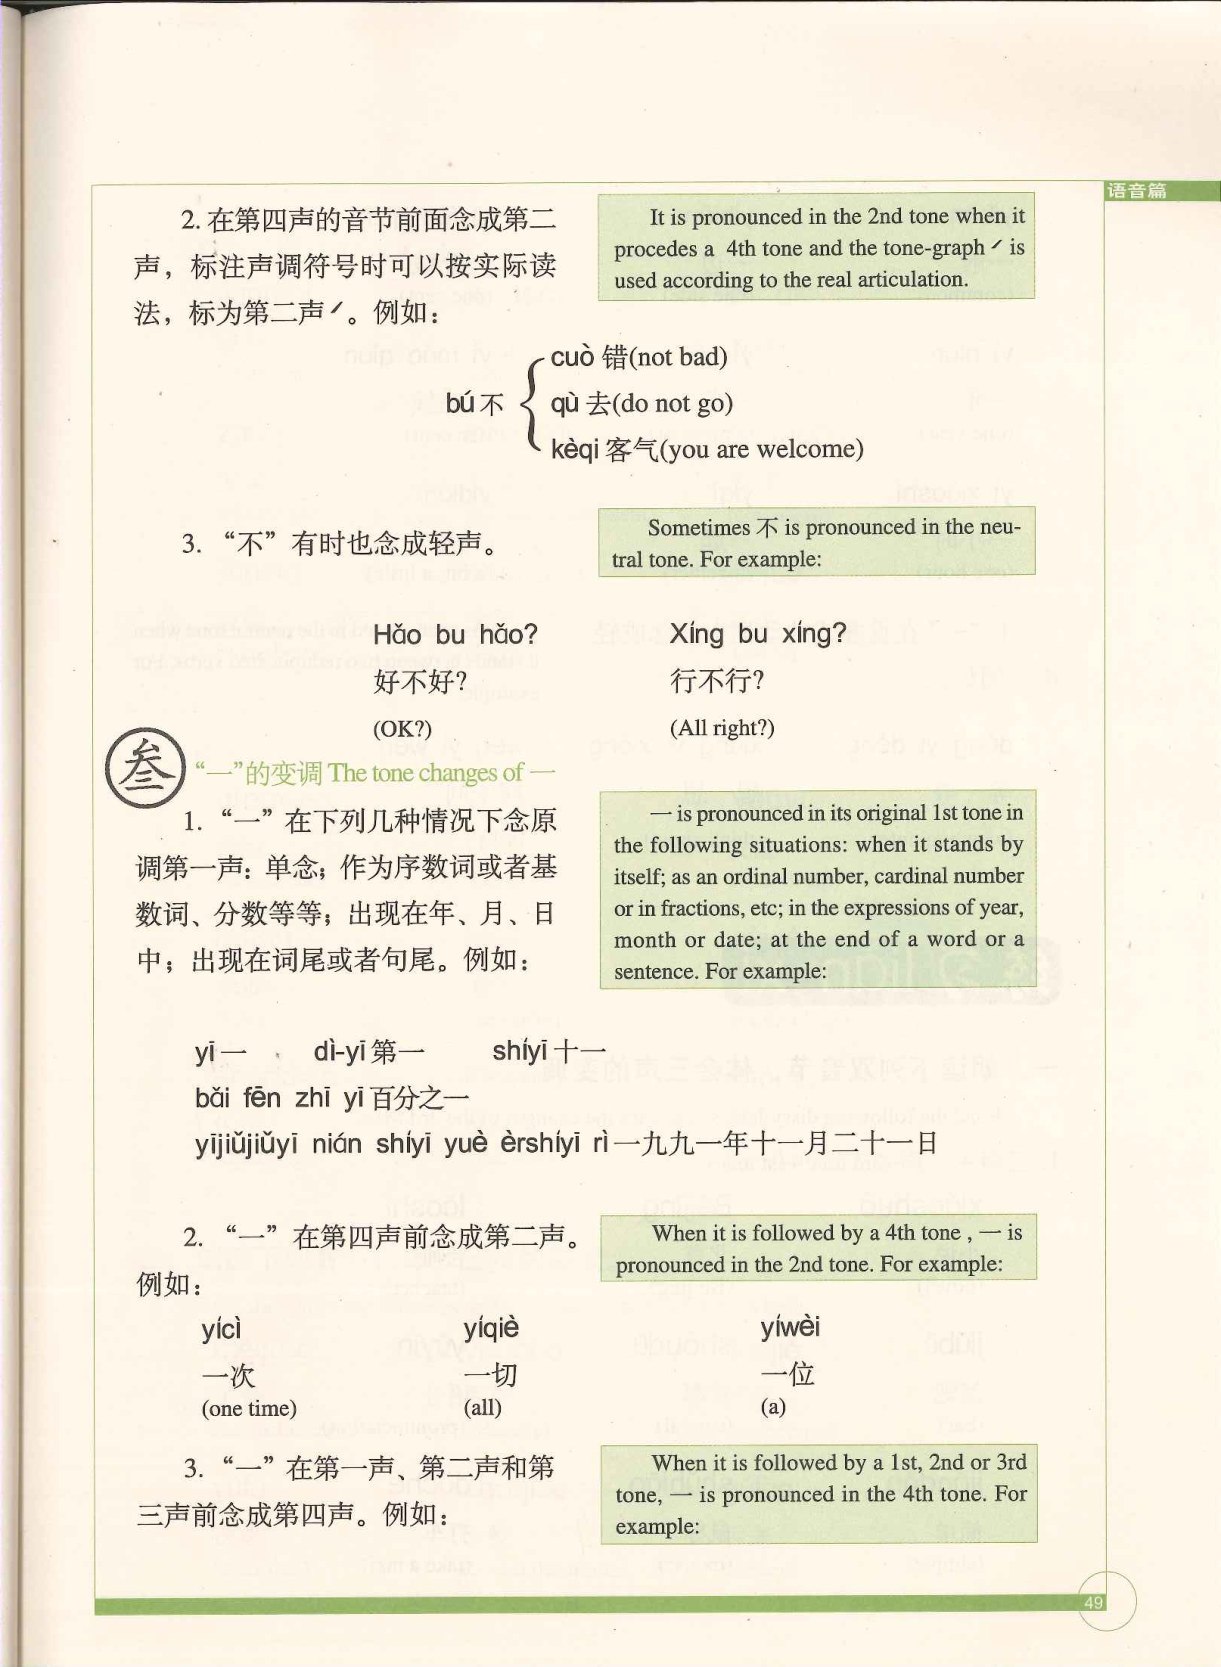 语音篇
2. 在第四声的音节前面念成第二
声，标注声调符号时可以按实际读
法，标为第二声ˊ。例如：
It is pronounced in the 2nd tone when it
procedes a 4th tone and the tone-graph ˊ is
used according to the real articulation.
cuò 错(not bad)
bú不 { qù 去(do not go)
kèqi 客气(you are welcome)
3. “不”有时也念成轻声。
Sometimes 不 is pronounced in the neu-
tral tone. For example:
Hǎo bu hǎo? Xíng bu xíng?
好不好? 行不行?
(OK?) (All right?)
叁 “一”的变调 The tone changes of 一
1. “一”在下列几种情况下念原
调第一声：单念；作为序数词或者基
数词、分数等等；出现在年、月、日
中；出现在词尾或者句尾。例如：
一 is pronounced in its original 1st tone in
the following situations: when it stands by
itself; as an ordinal number, cardinal number
or in fractions, etc; in the expressions of year,
month or date; at the end of a word or a
sentence. For example:
yī 一 dì-yī 第一 shíyī 十一
bǎi fēn zhī yī 百分之一
yījiǔjiǔyī nián shíyī yuè èrshíyī rì 一九九一年十一月二十一日
2. “一”在第四声前念成第二声。
例如：
When it is followed by a 4th tone , 一 is
pronounced in the 2nd tone. For example:
yícì yíqiè yíwèi
一次 一切 一位
(one time) (all) (a)
3. “一”在第一声、第二声和第
三声前念成第四声。例如：
When it is followed by a 1st, 2nd or 3rd
tone, 一 is pronounced in the 4th tone. For
example:
49